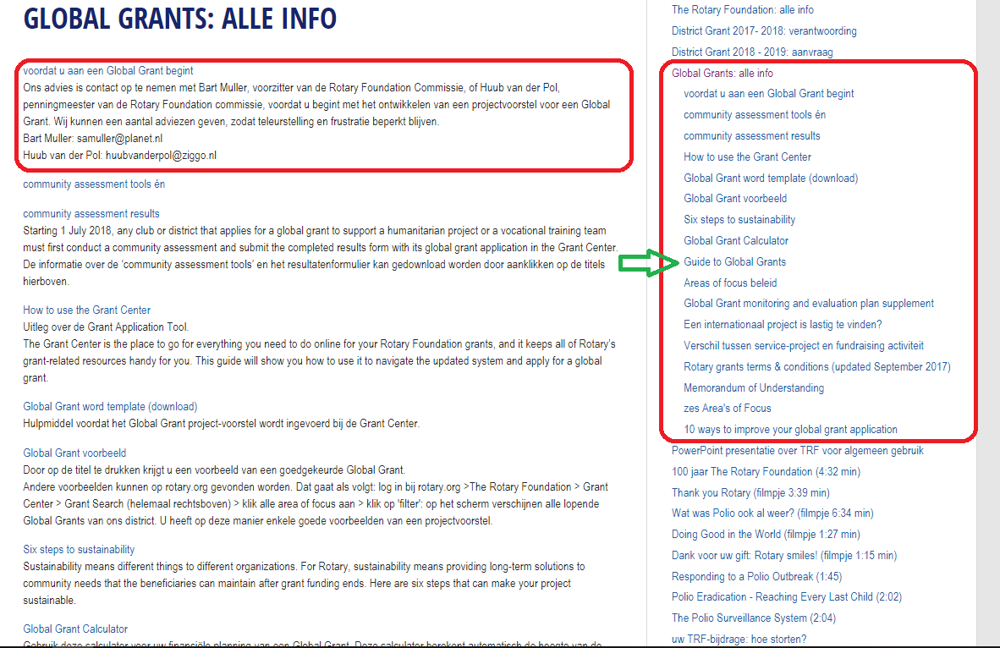 GLOBAL GRANTS: ALLE INFO
voordat u aan een Global Grant begint
Ons advies is contact op te nemen met Bart Muller, voorzitter van de Rotary Foundation Commissie, of Huub van der Pol,
penningmeester van de Rotary Foundation commissie, voordat u begint met het ontwikkelen van een projectvoorstel voor een Global
Grant. Wij kunnen een aantal adviezen geven, zodat teleurstelling en frustratie beperkt blijven.
Bart Muller: samuller@planet.nl
Huub van der Pol: huubvanderpol@ziggo.nl
community assessment tools én
community assessment results
Starting 1 July 2018, any club or district that applies for a global grant to support a humanitarian project or a vocational training team
must first conduct a community assessment and submit the completed results form with its global grant application in the Grant Center.
De informatie over de 'community assessment tools' en het resultatenformulier kan gedownload worden door aanklikken op de titels
hierboven.
How to use the Grant Center
Uitleg over de Grant Application Tool.
The Grant Center is the place to go for everything you need to do online for your Rotary Foundation grants, and it keeps all of Rotary's
grant-related resources handy for you. This guide will show you how to use it to navigate the updated system and apply for a global
grant.
Global Grant word template (download)
Hulpmiddel voordat het Global Grant project-voorstel wordt ingevoerd bij de Grant Center.
Global Grant voorbeeld
Door op de titel te drukken krijgt u een voorbeeld van een goedgekeurde Global Grant.
Andere voorbeelden kunnen op rotary.org gevonden worden. Dat gaat als volgt: log in bij rotary.org >The Rotary Foundation > Grant
Center > Grant Search (helemaal rechtsboven) > klik alle area of focus aan > klik op 'filter': op het scherm verschijnen alle lopende
Global Grants van ons district. U heeft op deze manier enkele goede voorbeelden van een projectvoorstel.
Six steps to sustainability
Sustainability means different things to different organizations. For Rotary, sustainability means providing long-term solutions to
community needs that the beneficiaries can maintain after grant funding ends. Here are six steps that can make your project
sustainable.
Global Grant Calculator
Gebruik deze calculator voor uw financiële planning van een Global Grant. Deze calculator berekent automatisch de hoogte van de
The Rotary Foundation: alle info
District Grant 2017- 2018: verantwoording
District Grant 2018 - 2019: aanvraag
Global Grants: alle info
voordat u aan een Global Grant begint
community assessment tools én
community assessment results
How to use the Grant Center
Global Grant word template (download)
Global Grant voorbeeld
Six steps to sustainability
Global Grant Calculator
Guide to Global Grants
Areas of focus beleid
Global Grant monitoring and evaluation plan supplement
Een internationaal project is lastig te vinden?
Verschil tussen service-project en fundraising activiteit
Rotary grants terms & conditions (updated September 2017)
Memorandum of Understanding
zes Area's of Focus
10 ways to improve your global grant application
PowerPoint presentatie over TRF voor algemeen gebruik
100 jaar The Rotary Foundation (4:32 min)
Thank you Rotary (filmpje 3:39 min)
Wat was Polio ook al weer? (filmpje 6:34 min)
Doing Good in the World (filmpje 1:27 min)
Dank voor uw gift: Rotary smiles! (filmpje 1:15 min)
Responding to a Polio Outbreak (1:45)
Polio Eradication - Reaching Every Last Child (2:02)
The Polio Surveillance System (2:04)
uw TRF-bijdrage: hoe storten?